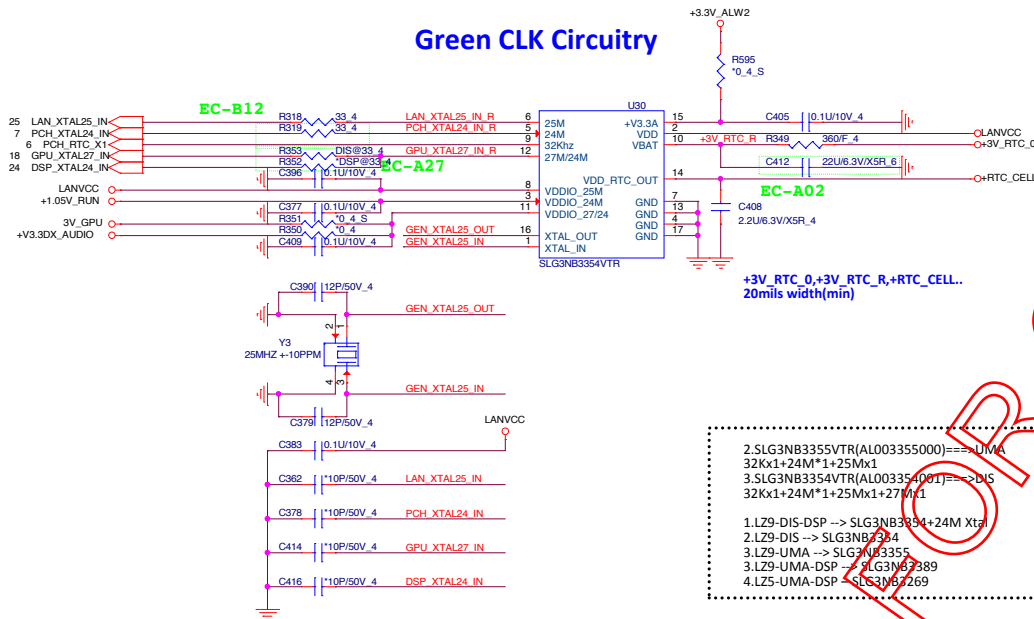 Green CLK Circuitry
+3.3V_ALW2
R595
*0_4_S
EC-B12
25 LAN_XTAL25_IN
7 PCH_XTAL24_IN
6 PCH_RTC_X1
18 GPU_XTAL27_IN
24 DSP_XTAL24_IN
R318 33_4 LAN_XTAL25_IN_R
R319 33_4 PCH_XTAL24_IN_R
R353 DIS@33_4 GPU_XTAL27_IN_R
R352 *DSP@33_4
EC-A27
C396 0.1U/10V_4
LANVCC
+1.05V_RUN
C377 0.1U/10V_4
3V_GPU
R351 *0_4_S
+V3.3DX_AUDIO
R350 *0_4
C409 0.1U/10V_4
GEN_XTAL25_OUT
GEN_XTAL25_IN
U30
6 25M
5 24M
9 32Khz
12 27M/24M
8 VDDIO_25M
3 VDDIO_24M
11 VDDIO_27/24
16 XTAL_OUT
1 XTAL_IN
+V3.3A 15
VDD 2
VBAT 10
VDD_RTC_OUT 14
GND 7
GND 13
GND 4
GND 17
SLG3NB3354VTR
C405 0.1U/10V_4
LANVCC
+3V_RTC_R R349 360/F_4 +3V_RTC_0
C412 22U/6.3V/X5R_6
+RTC_CELL
EC-A02
C408
2.2U/6.3V/X5R_4
+3V_RTC_0,+3V_RTC_R,+RTC_CELL..
20mils width(min)
C390 12P/50V_4
GEN_XTAL25_OUT
2 1
Y3
25MHZ +-10PPM
4 3
GEN_XTAL25_IN
C379 12P/50V_4
LANVCC
C383 0.1U/10V_4
C362 *10P/50V_4 LAN_XTAL25_IN
C378 *10P/50V_4 PCH_XTAL24_IN
C414 *10P/50V_4 GPU_XTAL27_IN
C416 *10P/50V_4 DSP_XTAL24_IN
2.SLG3NB3355VTR(AL003355000)===>UMA
32Kx1+24M*1+25Mx1
3.SLG3NB3354VTR(AL003354001)===>DIS
32Kx1+24M*1+25Mx1+27Mx1
1.LZ9-DIS-DSP --> SLG3NB3354+24M Xtal
2.LZ9-DIS --> SLG3NB3354
3.LZ9-UMA --> SLG3NB3355
3.LZ9-UMA-DSP --> SLG3NB3389
4.LZ5-UMA-DSP – SLG3NB3269
FOR